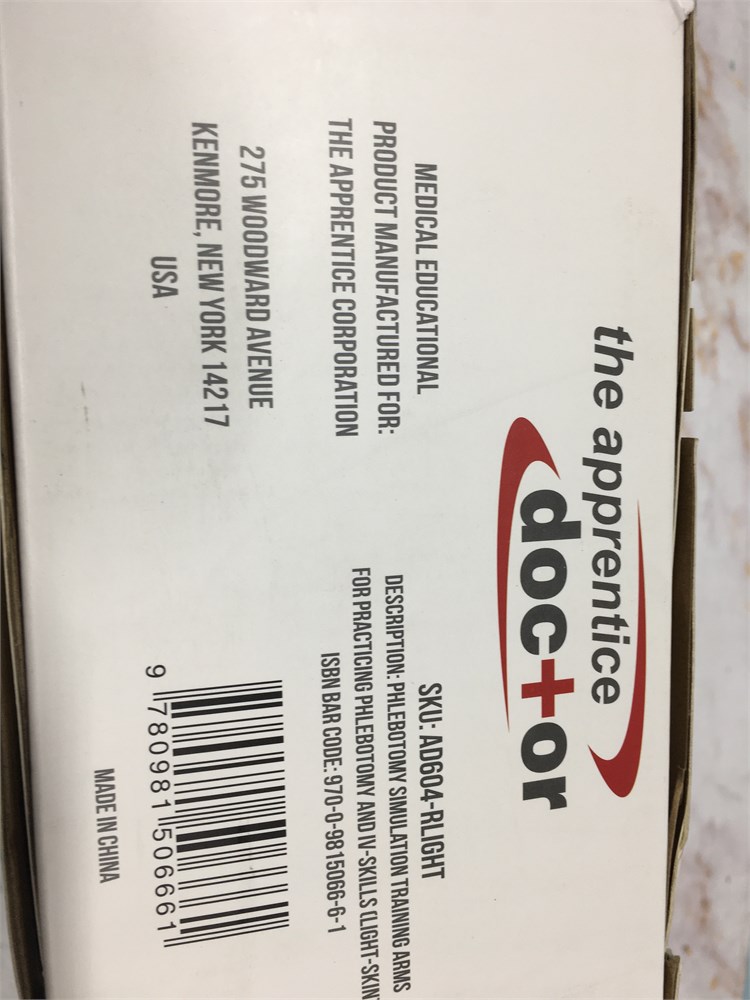 the apprentice
doctor
MEDICAL EDUCATIONAL
PRODUCT MANUFACTURED FOR:
THE APPRENTICE CORPORATION
275 WOODWARD AVENUE
KENMORE, NEW YORK 14217
USA
SKU: AD604-RLIGHT
DESCRIPTION: PHLEBOTOMY SIMULATION TRAINING ARMS
FOR PRACTICING PHLEBOTOMY AND IV-SKILLS (LIGHT-SKIN
ISBN BAR CODE: 970-0-9815066-6-1
9 780981 506661
MADE IN CHINA